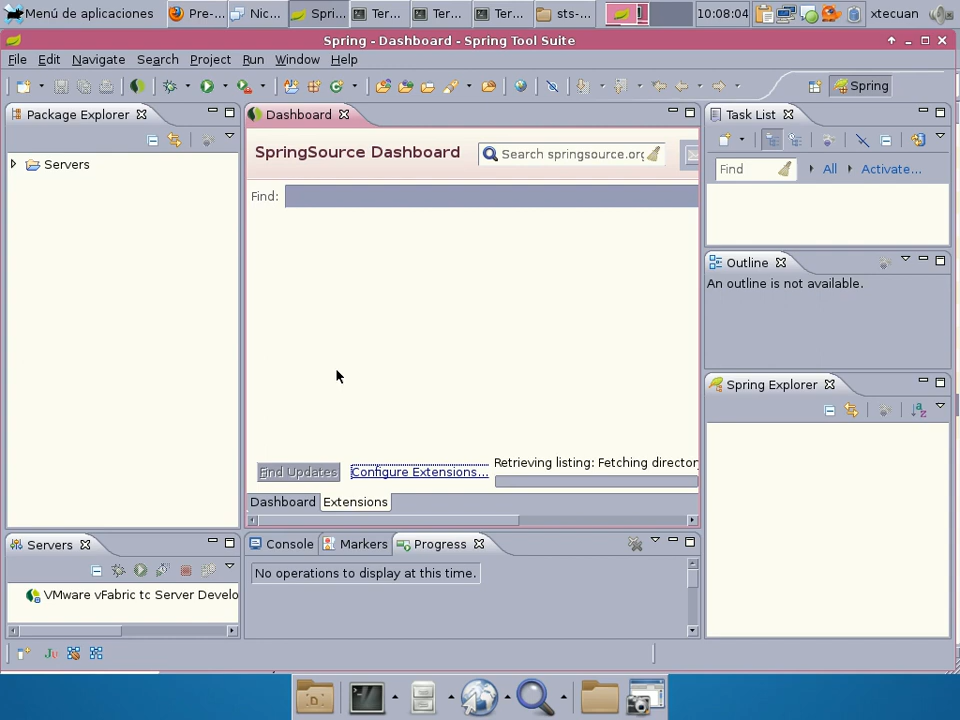 Menú de aplicaciones
Pre-...
Nic...
Spri...
Ter...
Ter...
Ter...
sts-...
10:08:04
xtecuan
Spring - Dashboard - Spring Tool Suite
File Edit Navigate Search Project Run Window Help
Spring
Package Explorer
Servers
Dashboard
SpringSource Dashboard
Search springsource.org
Find:
Find Updates
Configure Extensions...
Retrieving listing: Fetching director
Dashboard Extensions
Task List
Find
All
Activate...
Outline
An outline is not available.
Spring Explorer
Servers
VMware vFabric tc Server Develo
Console Markers Progress
No operations to display at this time.
Ju